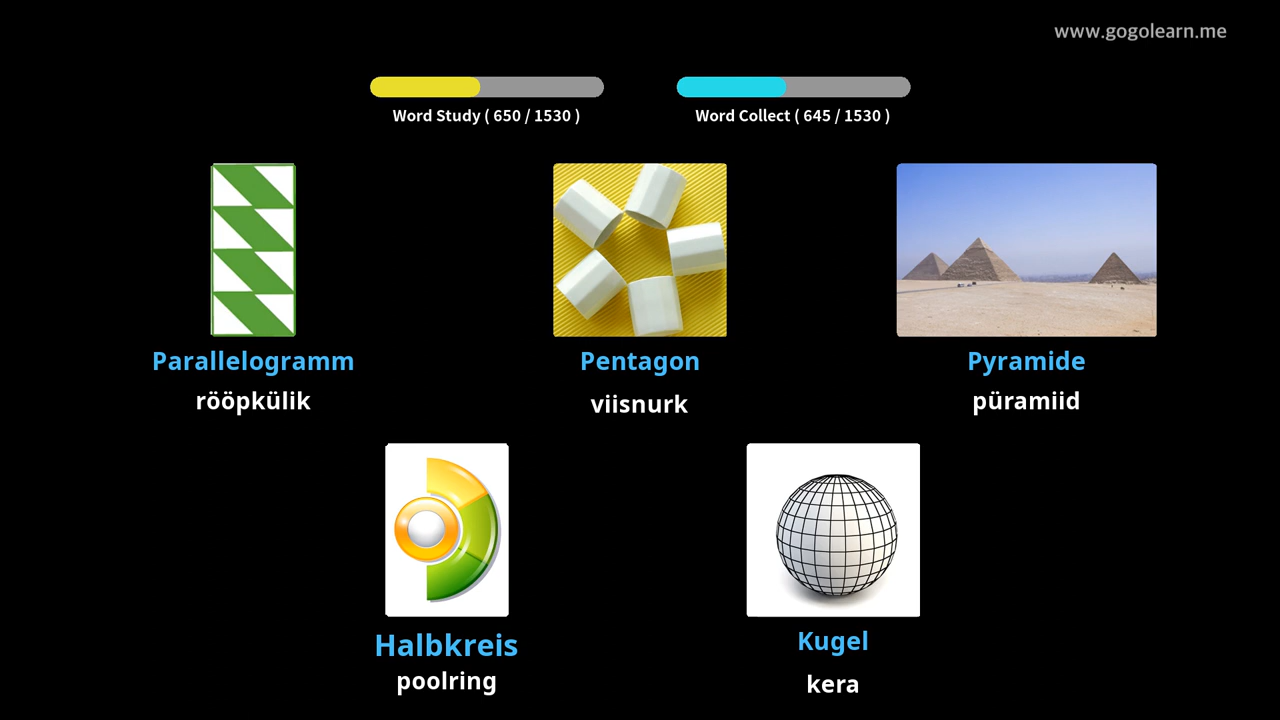 www.gogolearn.me
Word Study ( 650 / 1530 )
Word Collect ( 645 / 1530 )
Parallelogramm
rööpkülik
Pentagon
viisnurk
Pyramide
püramiid
Halbkreis
poolring
Kugel
kera